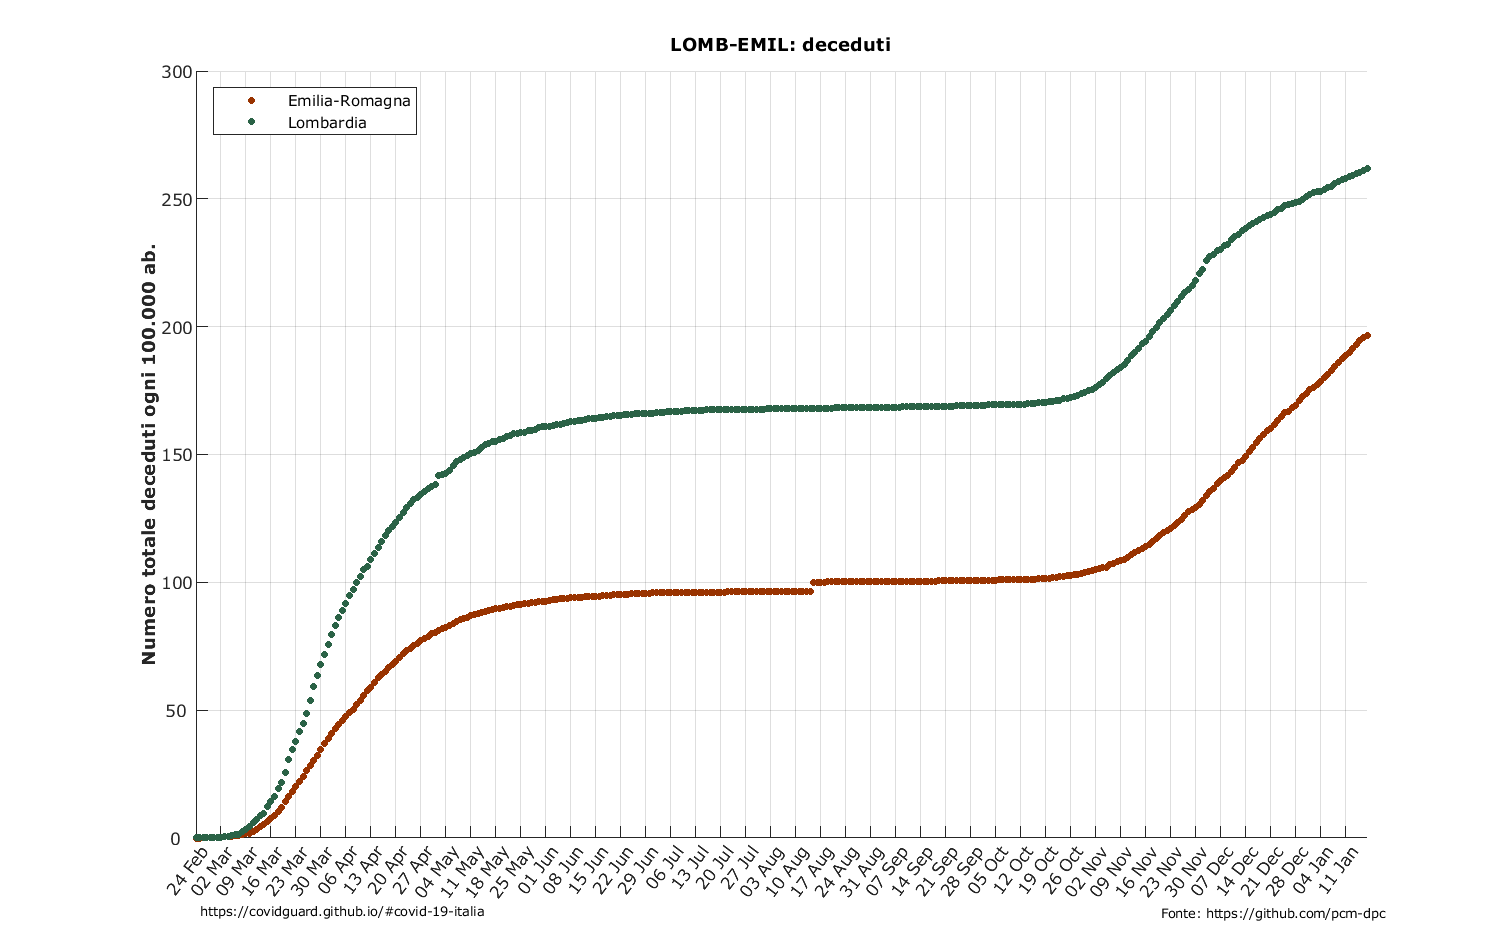 LOMB-EMIL: deceduti
Emilia-Romagna
Lombardia
Numero totale deceduti ogni 100.000 ab.
300
250
200
150
100
50
0
24 Feb
02 Mar
09 Mar
16 Mar
23 Mar
30 Mar
06 Apr
13 Apr
20 Apr
27 Apr
04 May
11 May
18 May
25 May
01 Jun
08 Jun
15 Jun
22 Jun
29 Jun
06 Jul
13 Jul
20 Jul
27 Jul
03 Aug
10 Aug
17 Aug
24 Aug
31 Aug
07 Sep
14 Sep
21 Sep
28 Sep
05 Oct
12 Oct
19 Oct
26 Oct
02 Nov
09 Nov
16 Nov
23 Nov
30 Nov
07 Dec
14 Dec
21 Dec
28 Dec
04 Jan
11 Jan
https://covidguard.github.io/#covid-19-italia
Fonte: https://github.com/pcm-dpc